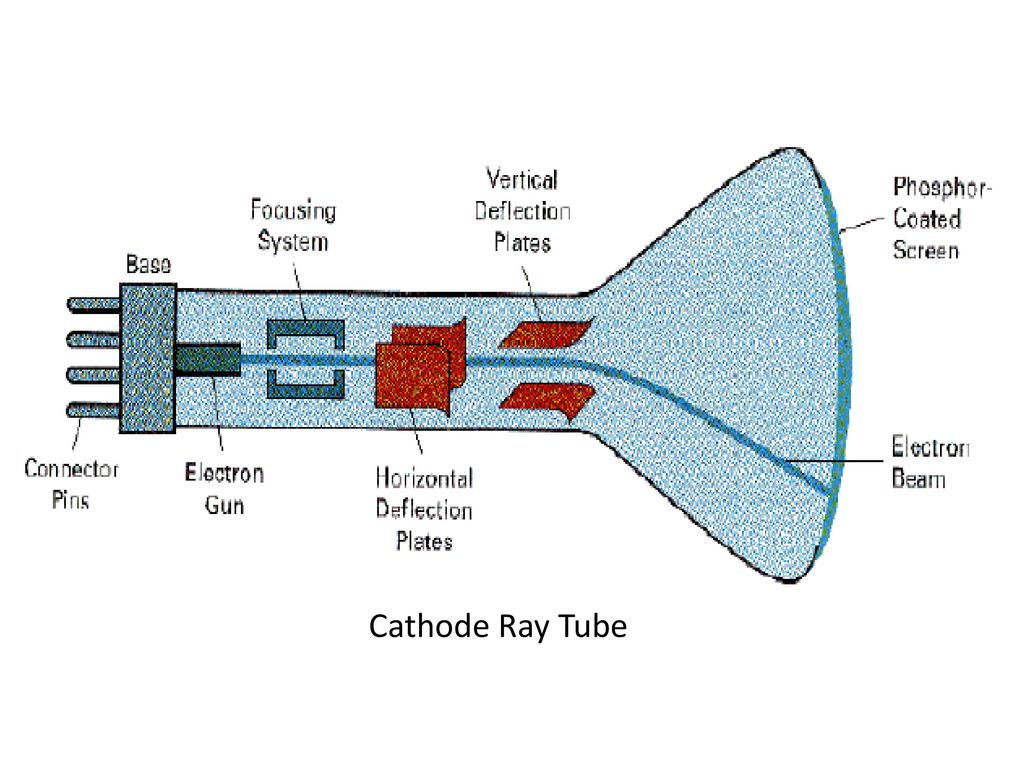 Vertical
Deflection
Plates
Phosphor-
Coated
Screen
Focusing
System
Base
Connector
Pins
Electron
Gun
Horizontal
Deflection
Plates
Electron
Beam
Cathode Ray Tube